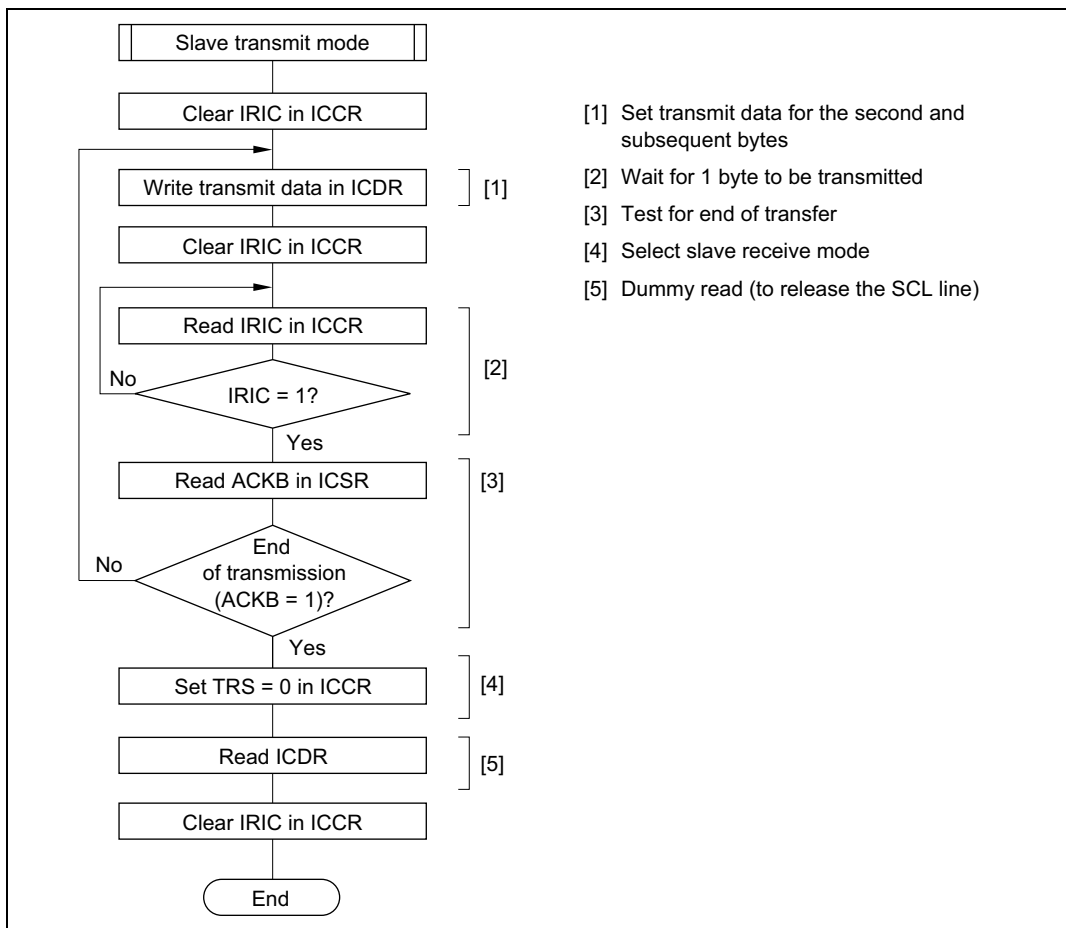 Slave transmit mode
Clear IRIC in ICCR
Write transmit data in ICDR
[1]
Clear IRIC in ICCR
Read IRIC in ICCR
[2]
No
IRIC = 1?
Yes
Read ACKB in ICSR
[3]
No
End
of transmission
(ACKB = 1)?
Yes
Set TRS = 0 in ICCR
[4]
Read ICDR
[5]
Clear IRIC in ICCR
End
[1] Set transmit data for the second and
subsequent bytes
[2] Wait for 1 byte to be transmitted
[3] Test for end of transfer
[4] Select slave receive mode
[5] Dummy read (to release the SCL line)